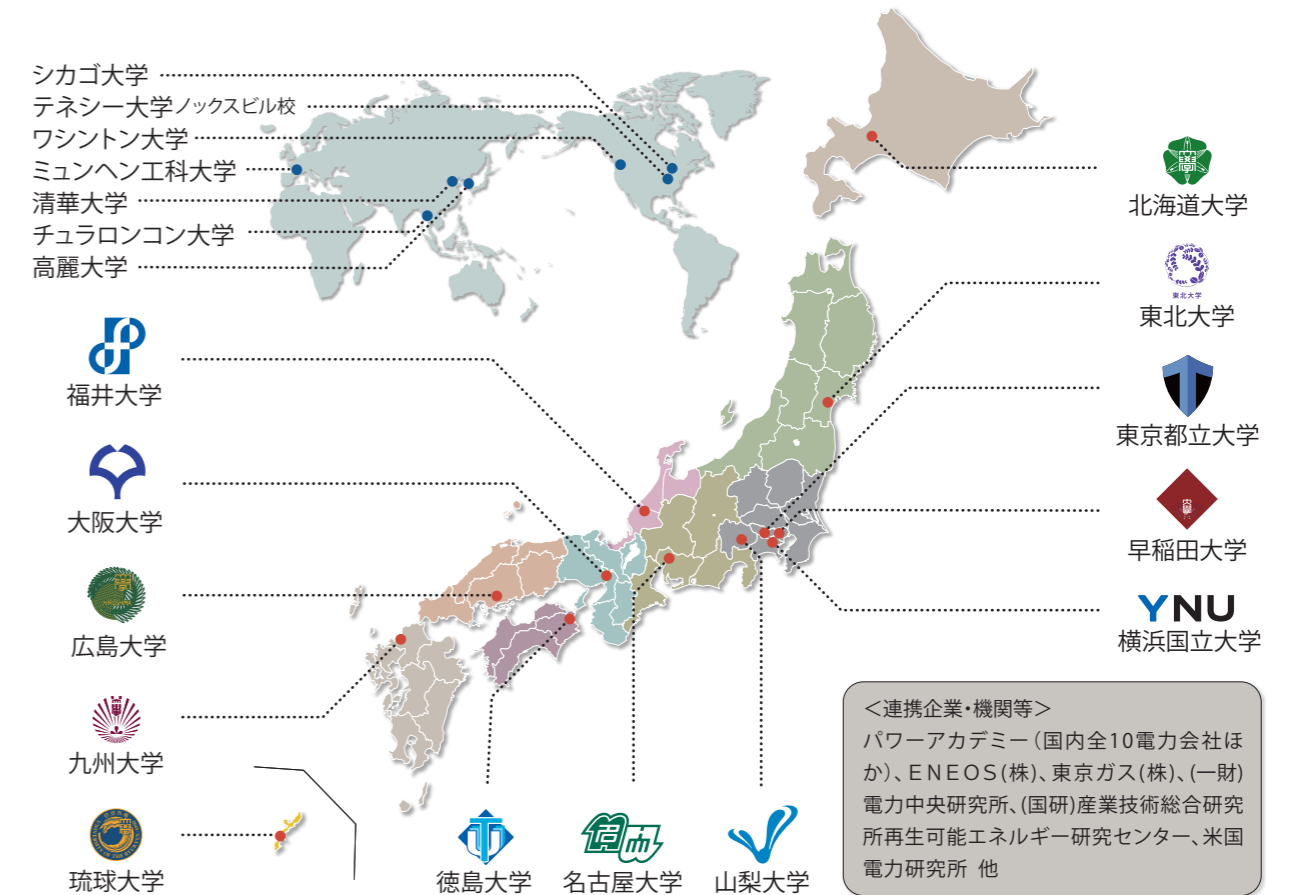 シカゴ大学
テネシー大学ノックスビル校
ワシントン大学
ミュンヘン工科大学
清華大学
チュラロンコン大学
高麗大学
北海道大学
東北大学
東北大学
福井大学
東京都立大学
大阪大学
早稲田大学
広島大学
YNU
横浜国立大学
九州大学
琉球大学
徳島大学
名古屋大学
山梨大学
＜連携企業・機関等＞
パワーアカデミー（国内全10電力会社ほ
か）、ＥＮＥＯＳ(株)、東京ガス(株)、(一財)
電力中央研究所、(国研)産業技術総合研究
所再生可能エネルギー研究センター、米国
電力研究所 他